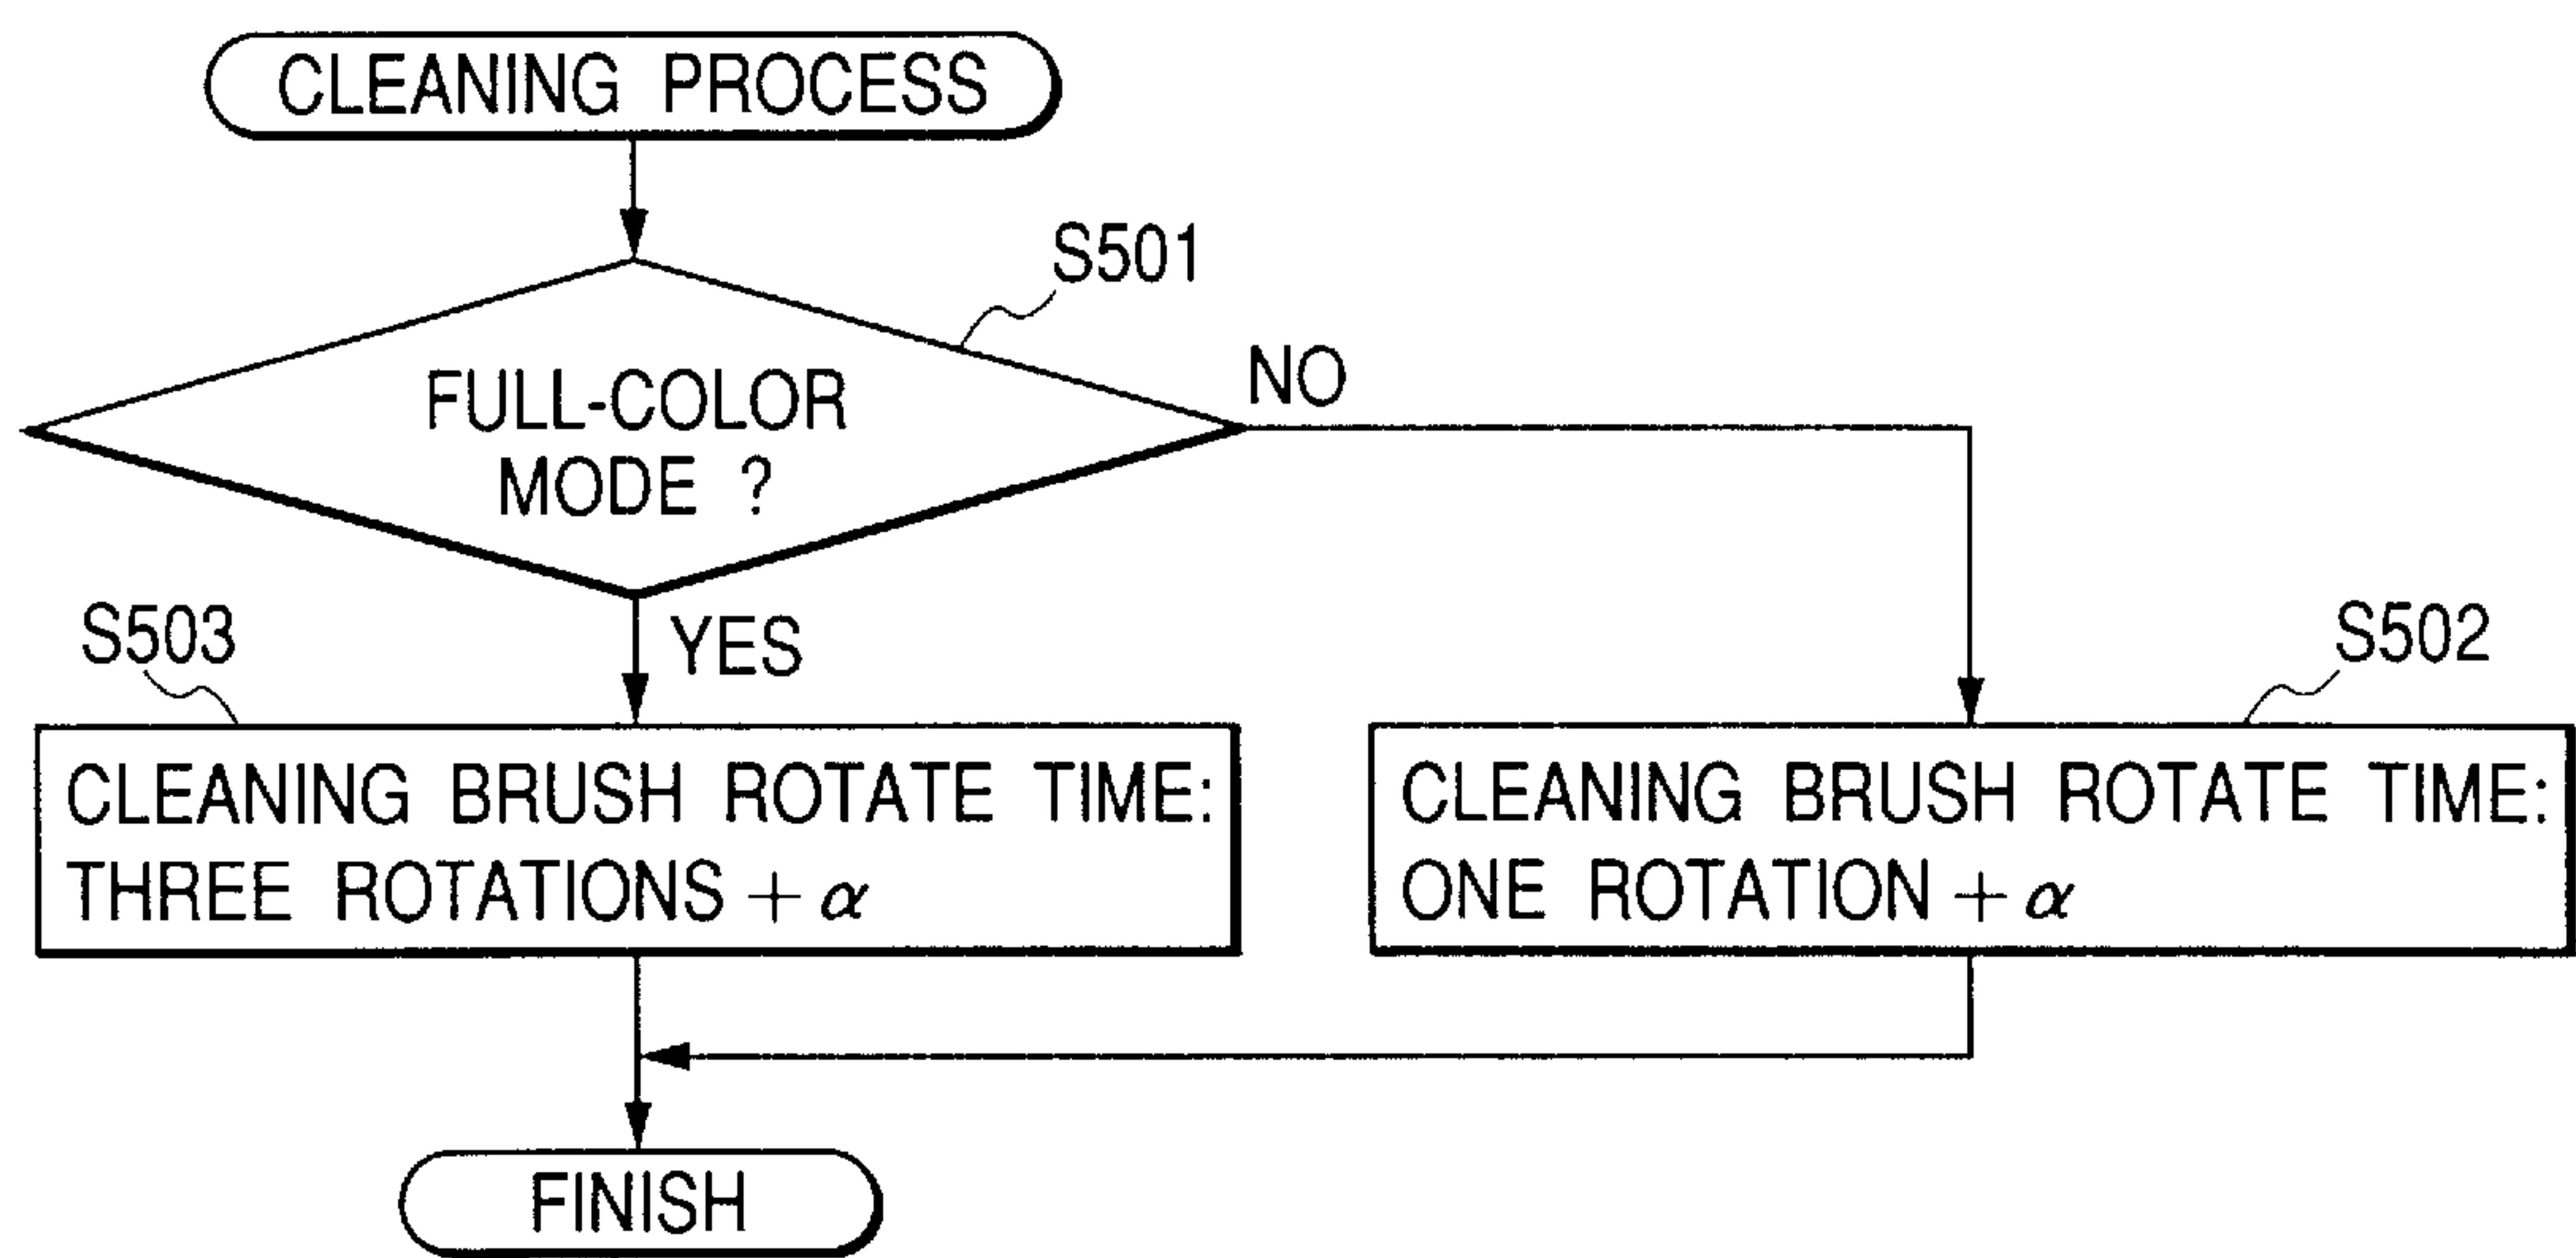 CLEANING PROCESS
S501
FULL-COLOR
MODE ?
NO
YES
S503
CLEANING BRUSH ROTATE TIME:
THREE ROTATIONS + α
S502
CLEANING BRUSH ROTATE TIME:
ONE ROTATION + α
FINISH